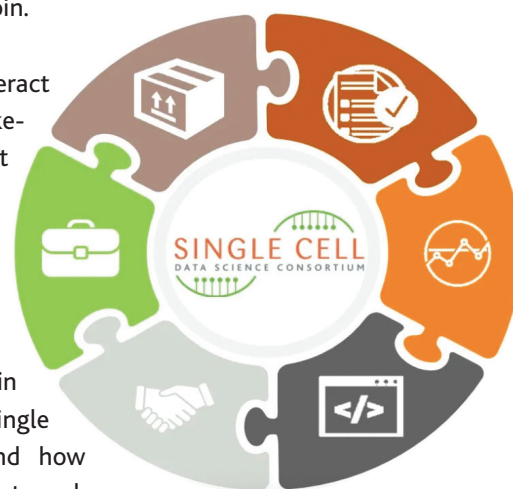 oin.
eract
ke-
t
in
ingle
nd how
SINGLE CELL
DATA SCIENCE CONSORTIUM
</>